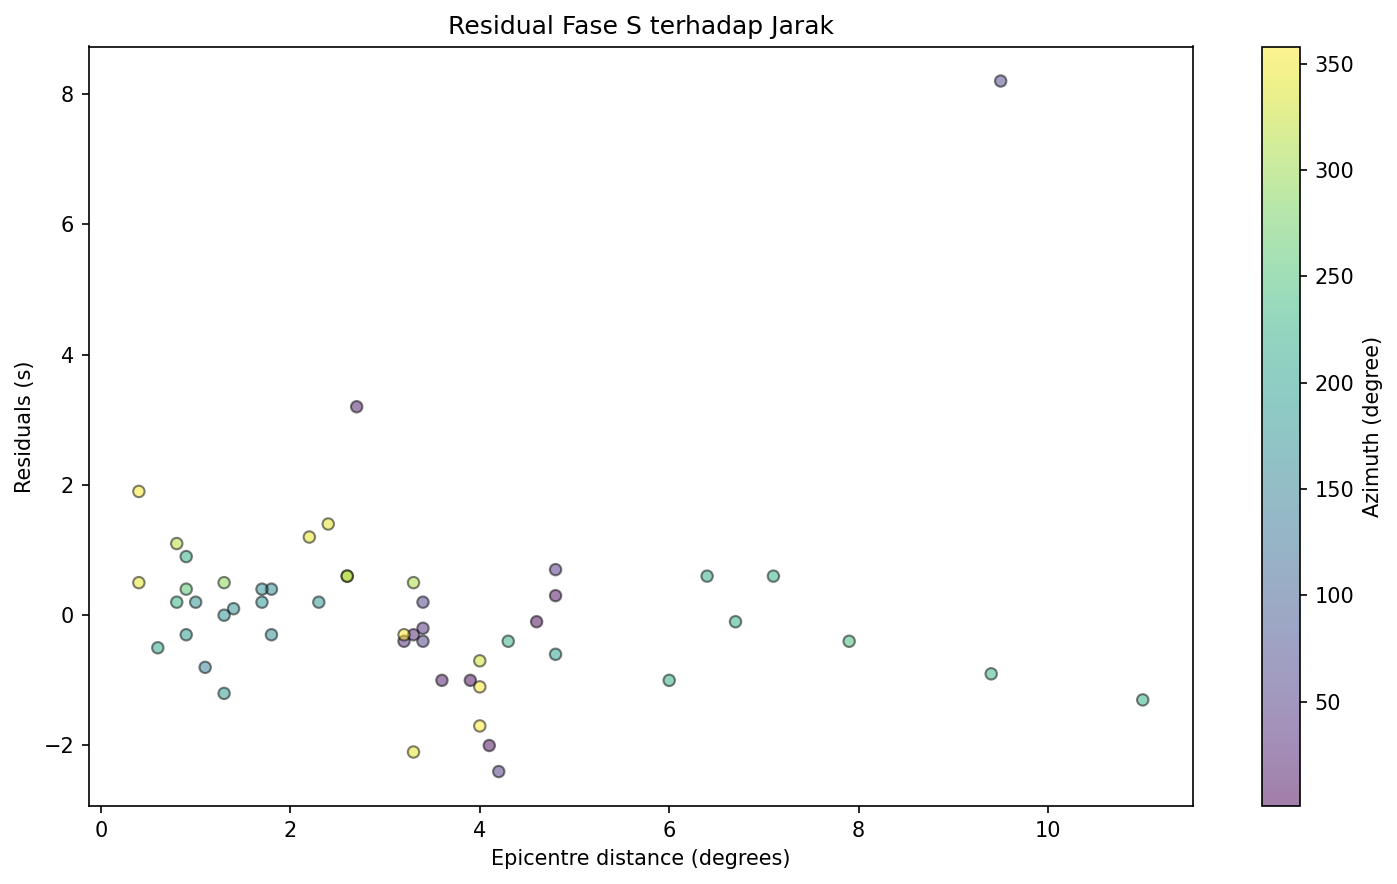 Residual Fase S terhadap Jarak
Residuals (s)
8
6
4
2
0
−2
0 2 4 6 8 10
Epicentre distance (degrees)
350
300
250
200
150
100
50
Azimuth (degree)